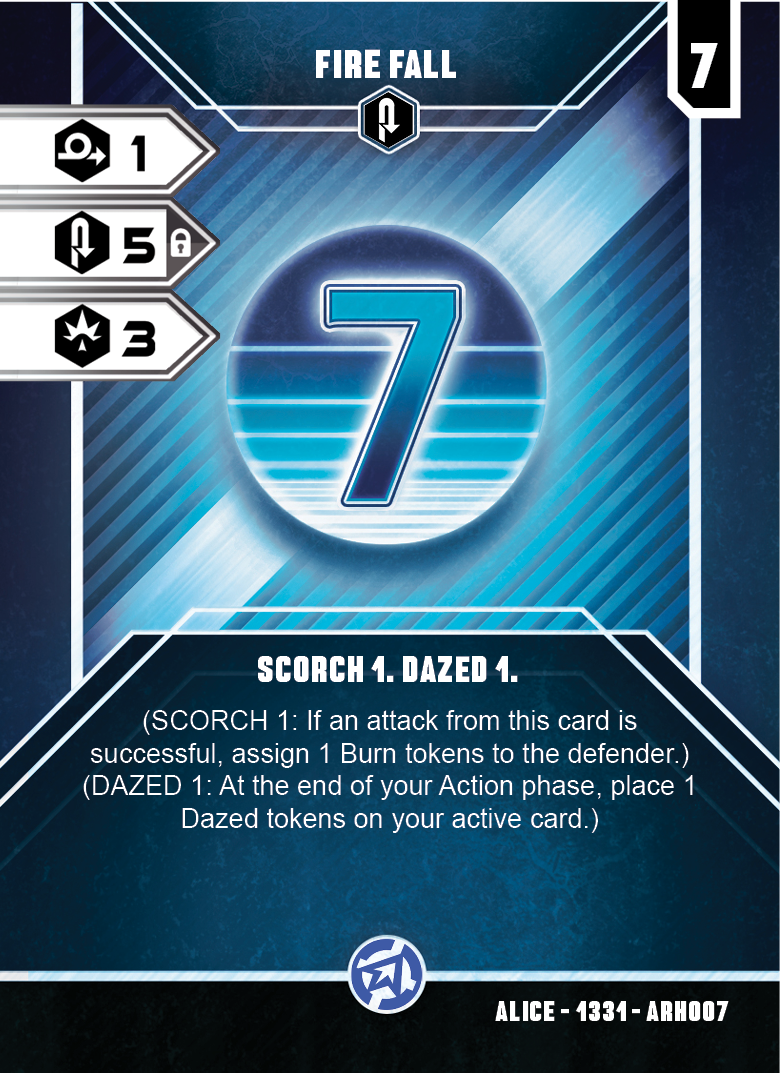 FIRE FALL
7
1
5
3
7
SCORCH 1. DAZED 1.
(SCORCH 1: If an attack from this card is
successful, assign 1 Burn tokens to the defender.)
(DAZED 1: At the end of your Action phase, place 1
Dazed tokens on your active card.)
ALICE - 1331 - ARH007